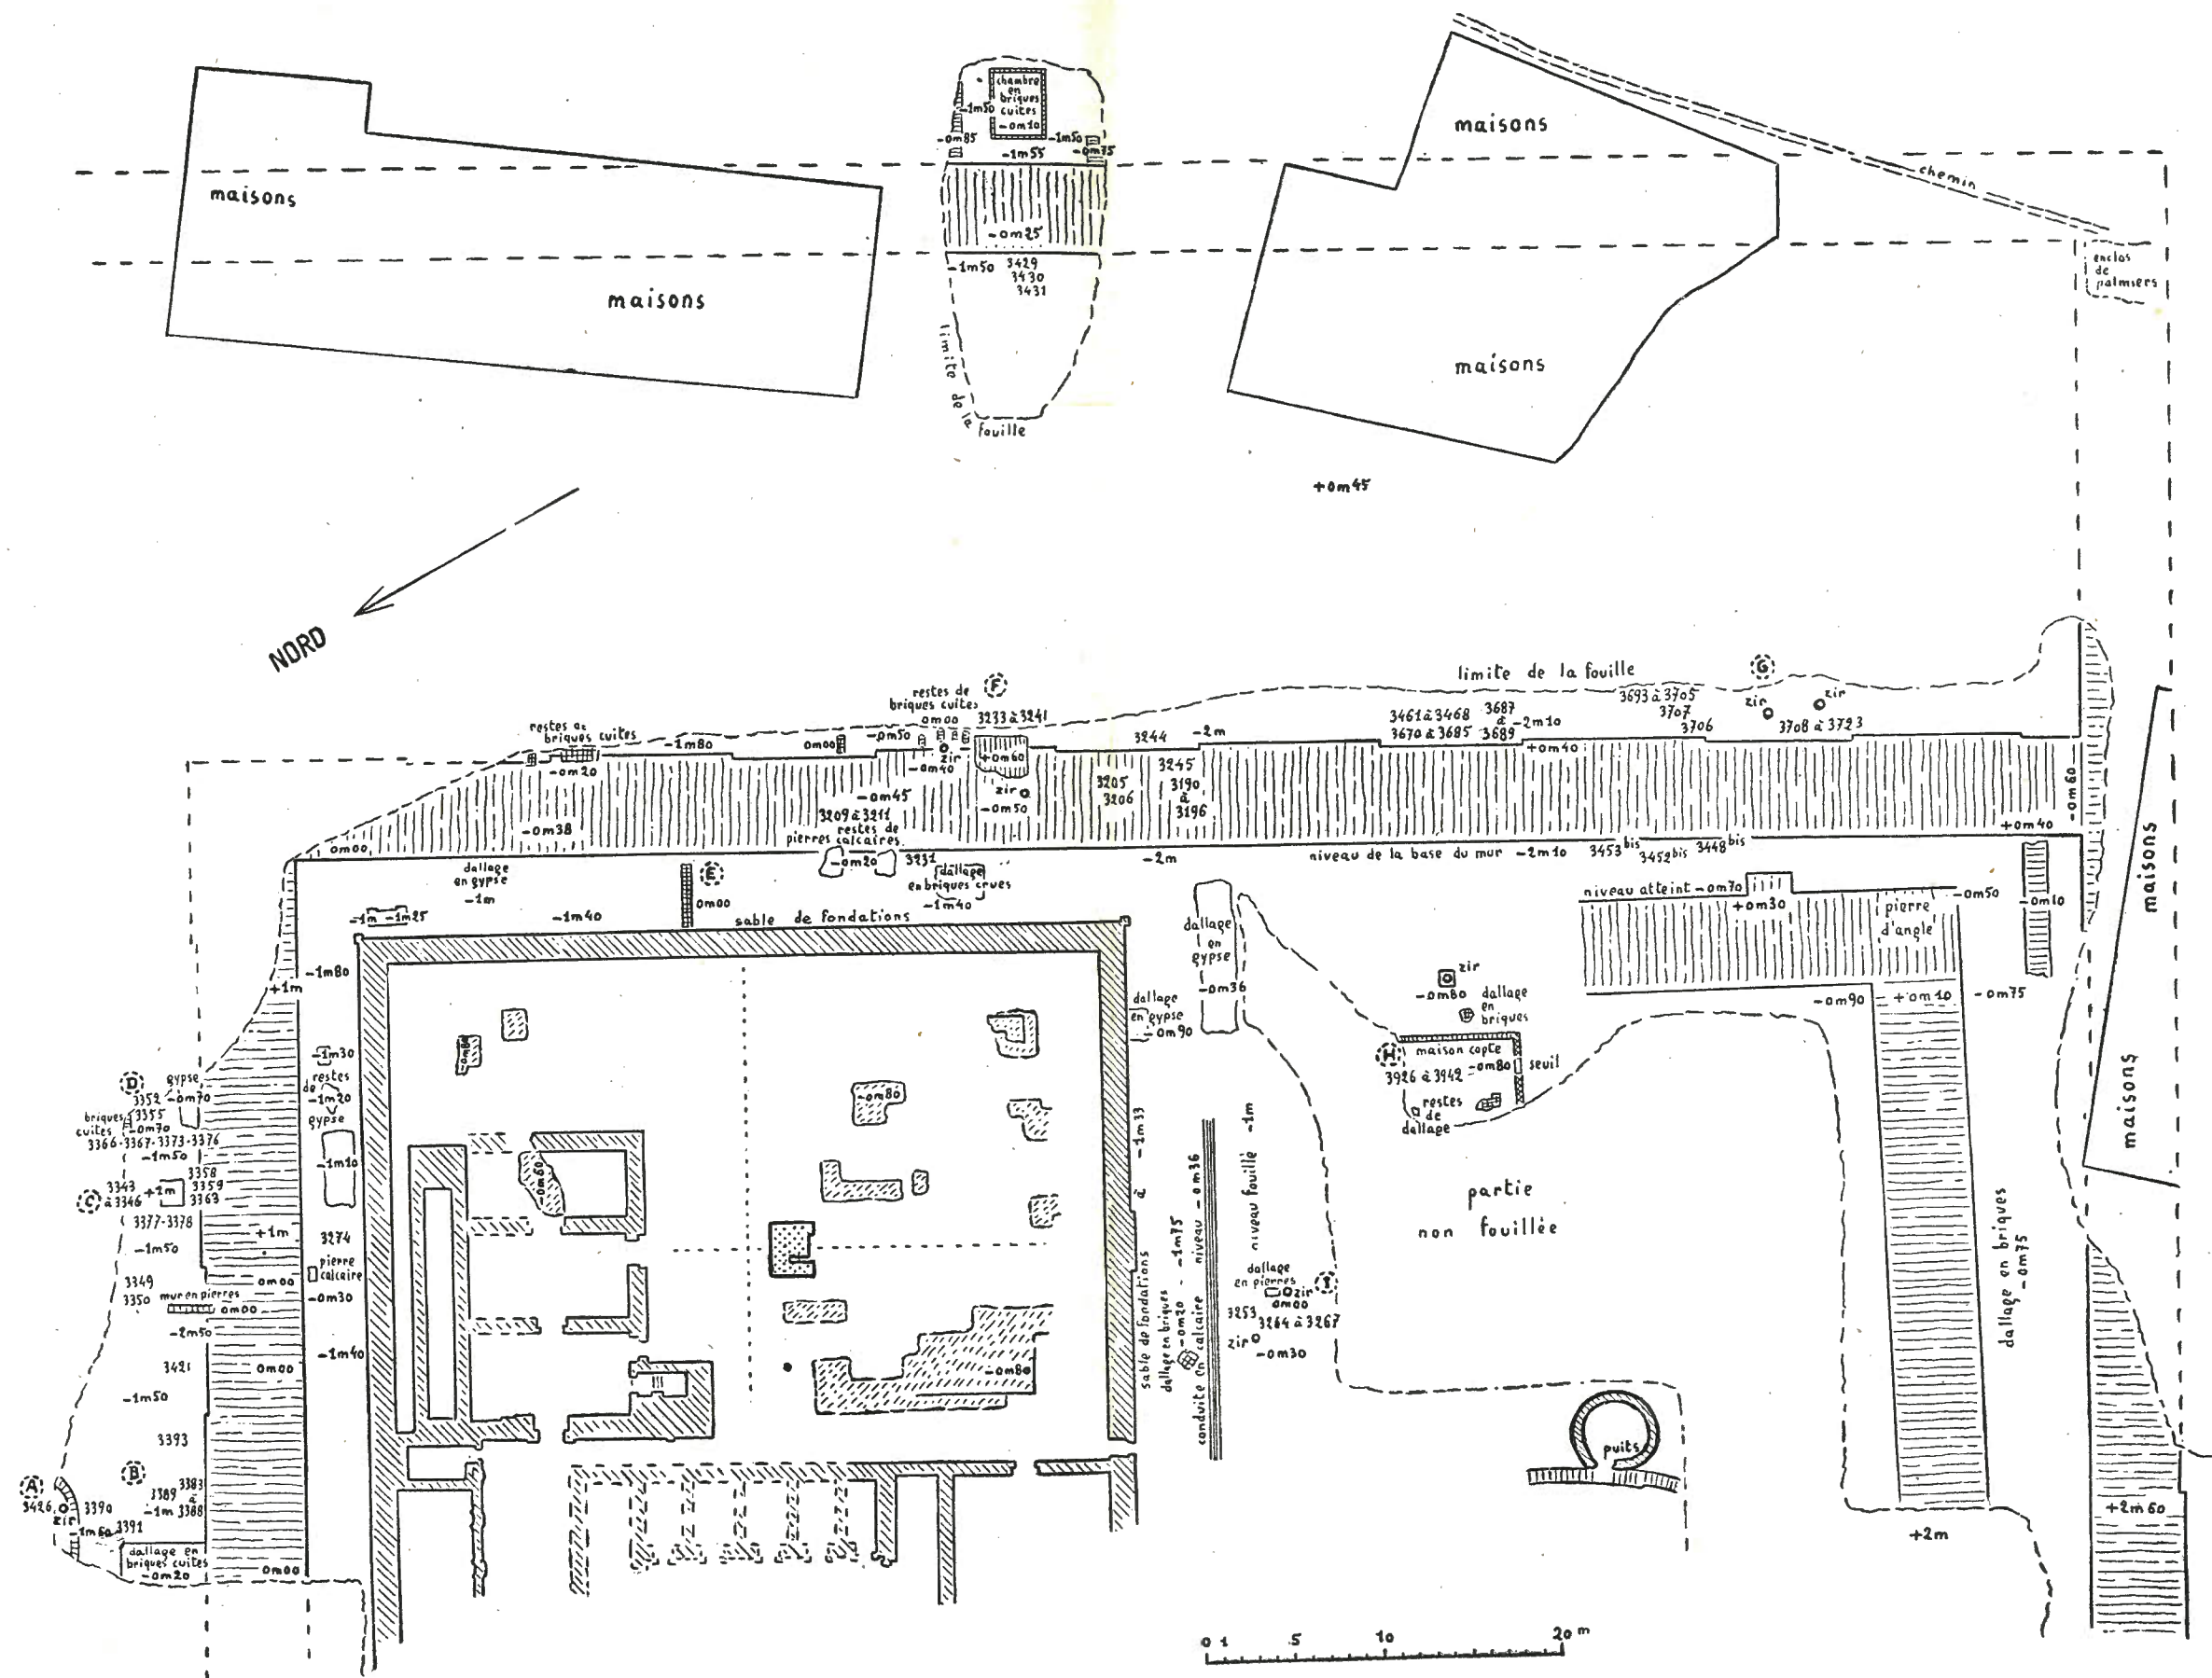 maisons
maisons
chambre
en
briques
cuites
-0m10
-1m50
-0m85
-1m50
-0m75
-1m55
-0m25
-1m50
3429
3430
3431
limite de la fouille
maisons
maisons
chemin
enclos
de
palmiers
+0m45
NORD
limite de la fouille
G
zir
zir
3693 à 3705
3707
3706
3708 à 3723
3461 à 3468
3670 à 3685
3687
à
3689
-2m10
+0m40
F
restes de
briques cuites
0m00
3233 à 3241
restes de
briques cuites
-0m20
-1m80
0m00
-0m50
zir
-0m40
+0m60
zir
-0m50
3244
-2m
3245
3205
3206
3190
à
3196
-0m45
3209 à 3211
restes de
pierres calcaires
-0m20
3231
-0m38
0m00
-0m60
+0m40
-2m
niveau de la base du mur -2m10
3453 bis
3452 bis
3448 bis
dallage
en gypse
-1m
E
0m00
dallage
en briques crues
-1m40
-1m
-1m25
-1m40
sable de fondations
niveau atteint -0m70
+0m30
pierre
d'angle
-0m50
-0m10
-0m90
+0m10
-0m75
maisons
maisons
dallage
en
gypse
-0m36
zir
-0m80
dallage
en
briques
H
maison copte
3926 à 3942
-0m80
seuil
restes
de
dallage
dallage
en gypse
-0m90
-1m80
+1m
-1m30
restes
de
-1m20
gypse
-1m10
D
gypse
3352
-0m70
briques
cuites
3355
-0m70
3366-3367-3373-3376
-1m50
3358
3359
3363
C
3343
à 3346
+2m
3377-3378
-1m50
+1m
3274
pierre
calcaire
3349
3350
0m00
mur en pierres
0m00
-0m30
-2m50
-1m40
3421
0m00
-1m50
3393
B
3389
3383
à
3388
-1m
A
3426
zir
3390
-1m60
3391
dallage en
briques cuites
-0m20
0m00
-0m80
-0m60
-0m80
sable de fondations à -1m33
dallage en briques -0m20 -1m75
conduite en calcaire niveau -0m36
niveau fouillé -1m
dallage
en pierres
I
zir
0m00
3253
3264 à 3267
zir
-0m30
partie
non fouillée
puits
dallage en briques
-0m75
+2m
+2m60
0 1 5 10 20 m